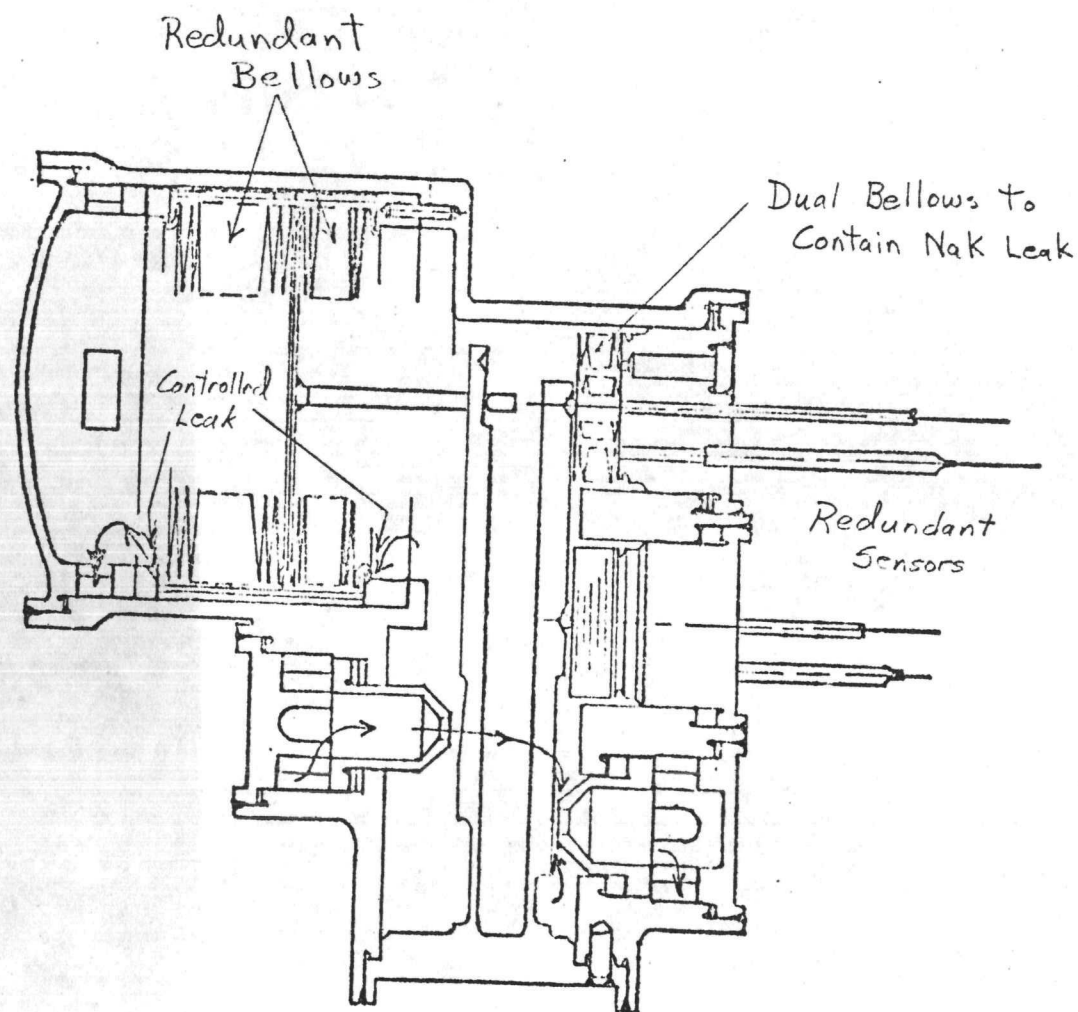 Redundant
Bellows
Dual Bellows to
Contain Nak Leak
Controlled
Leak
Redundant
Sensors